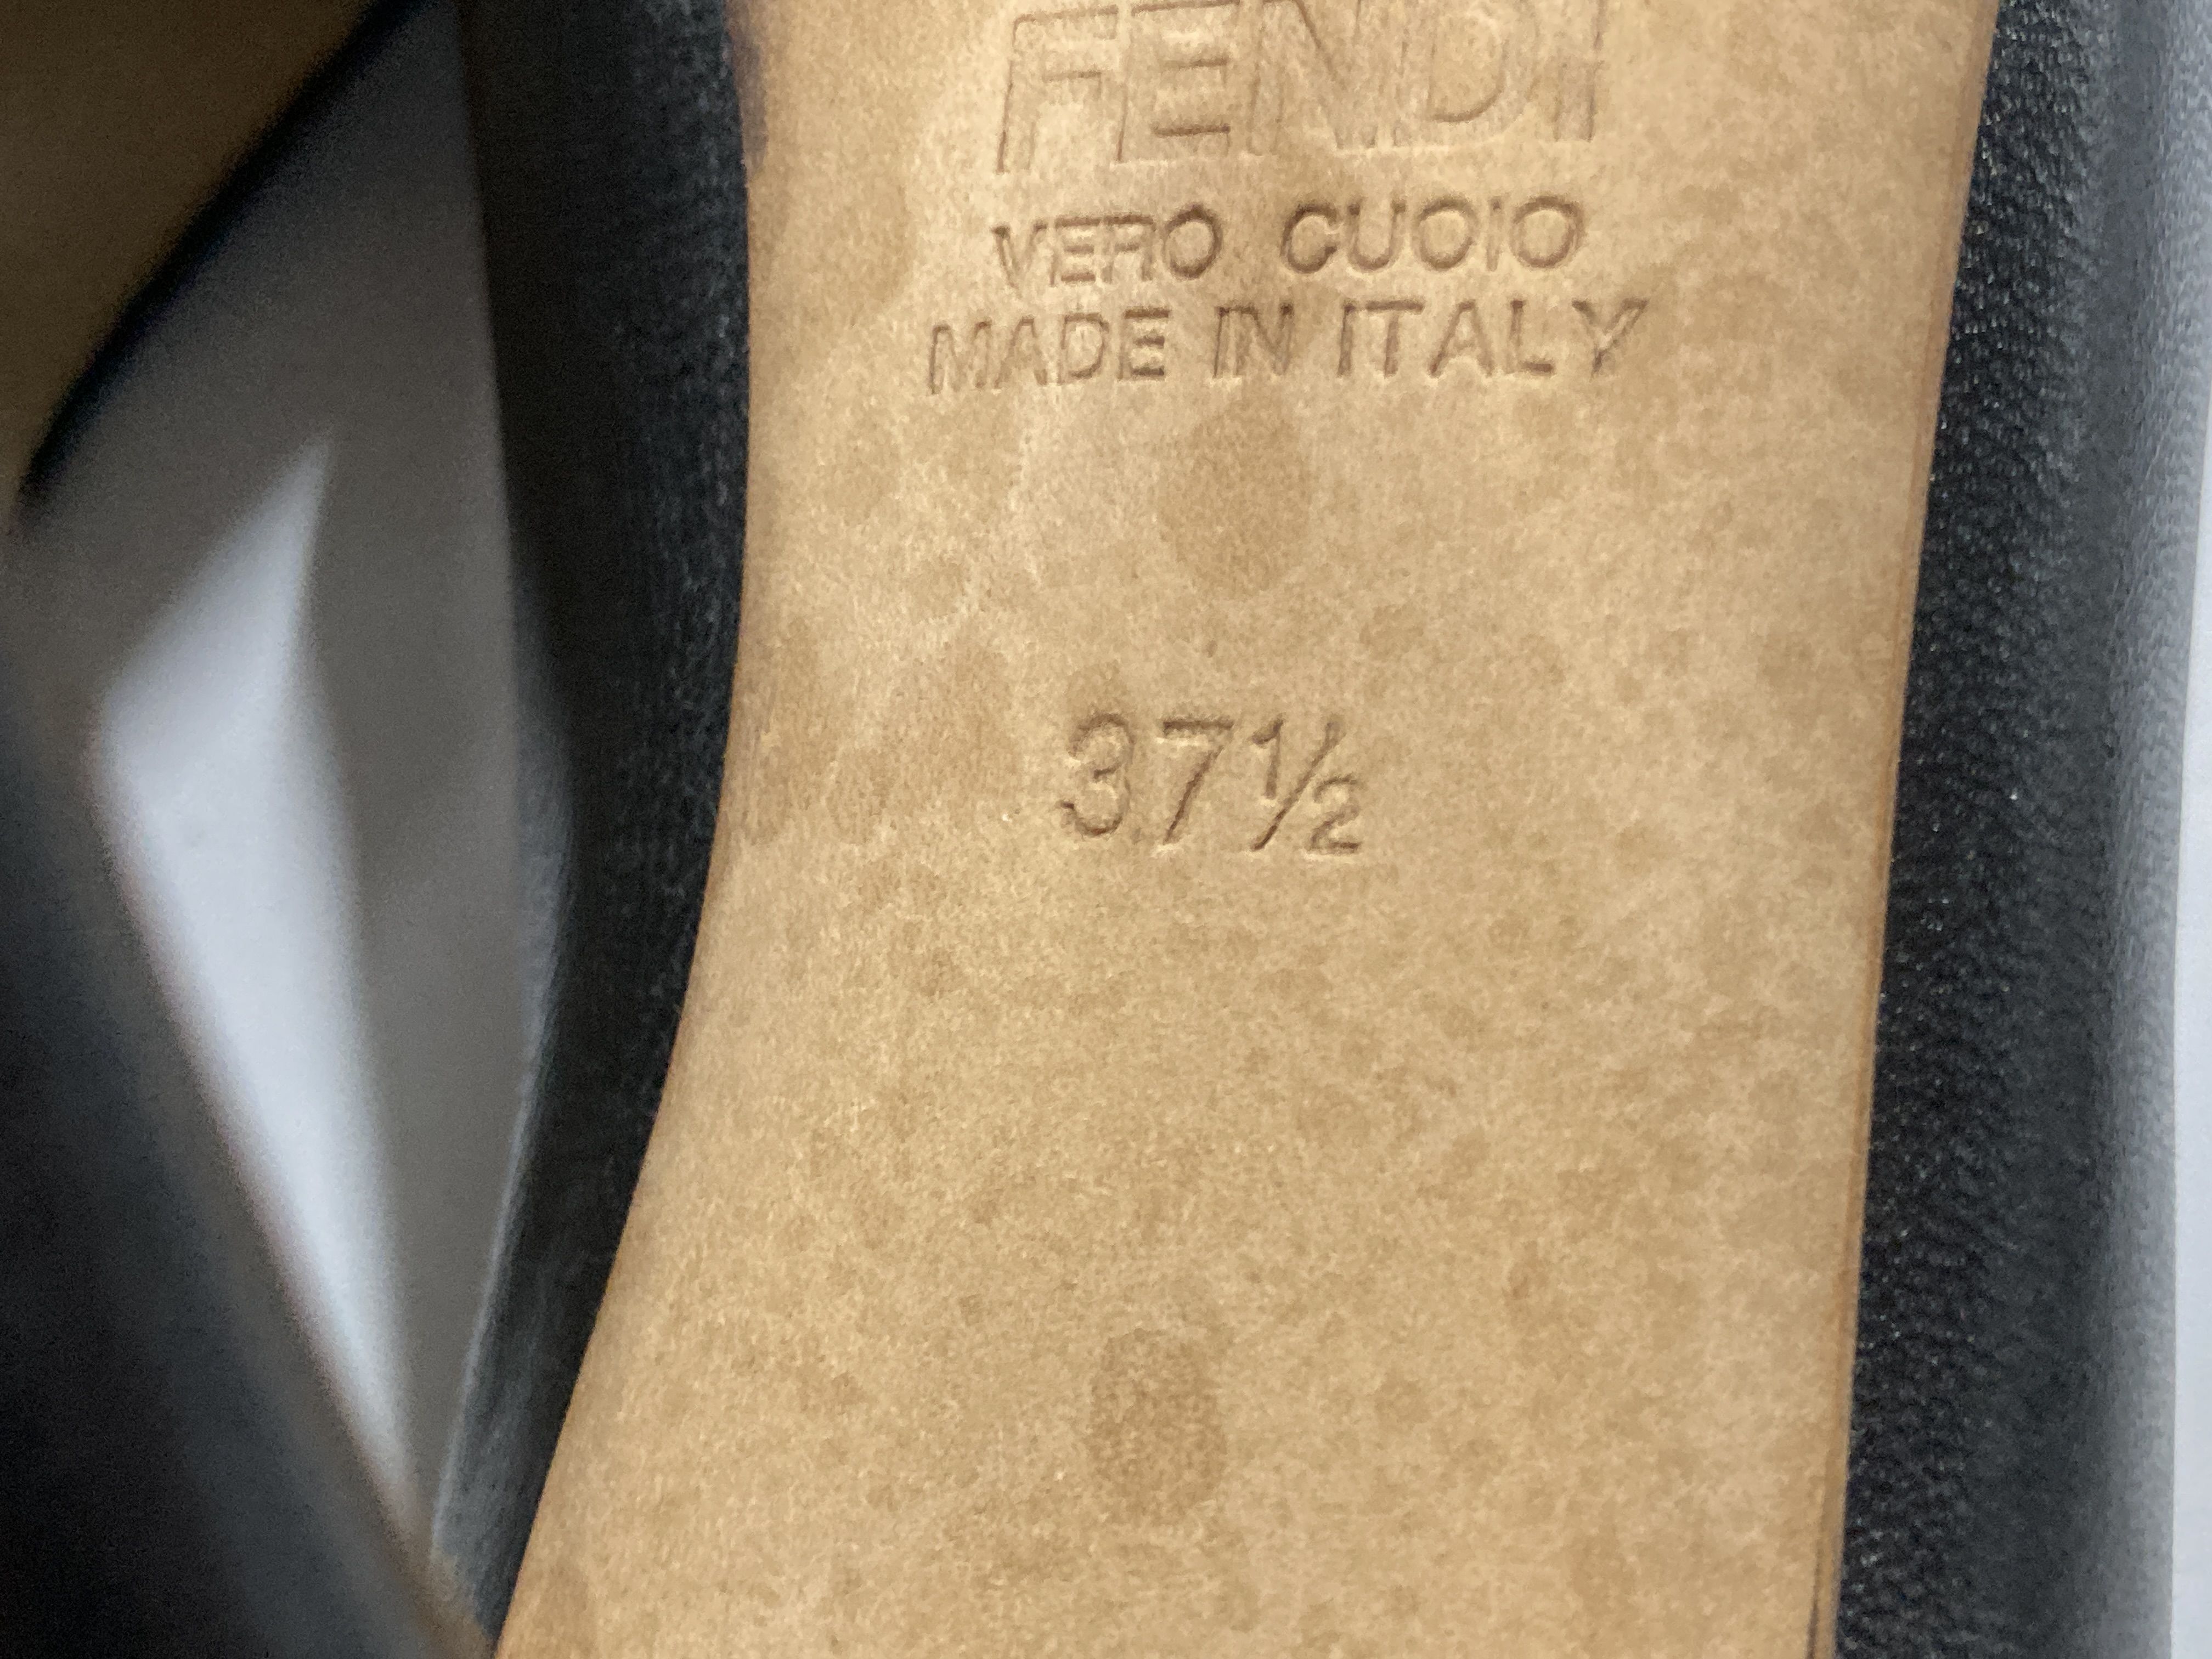 FENDI
VERO CUOIO
MADE IN ITALY
37½